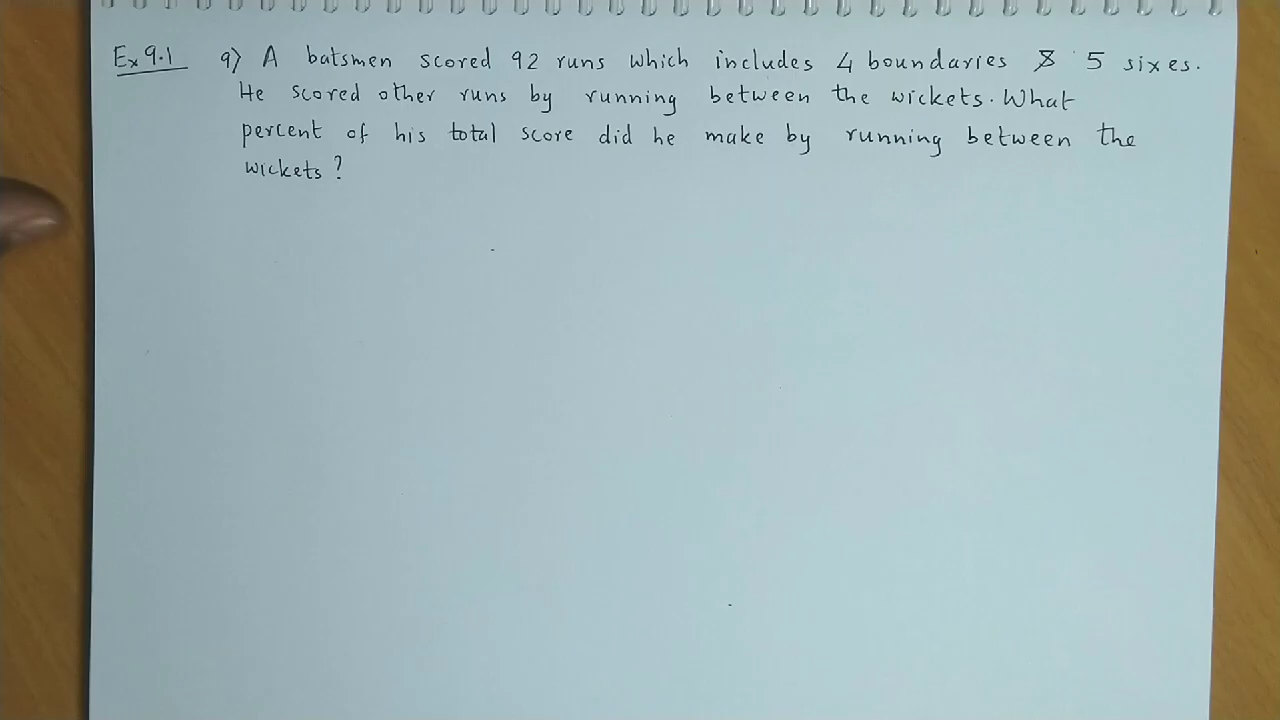 Ex 9.1 9) A batsmen scored 92 runs which includes 4 boundaries & 5 sixes.
He scored other runs by running between the wickets. What
percent of his total score did he make by running between the
wickets?